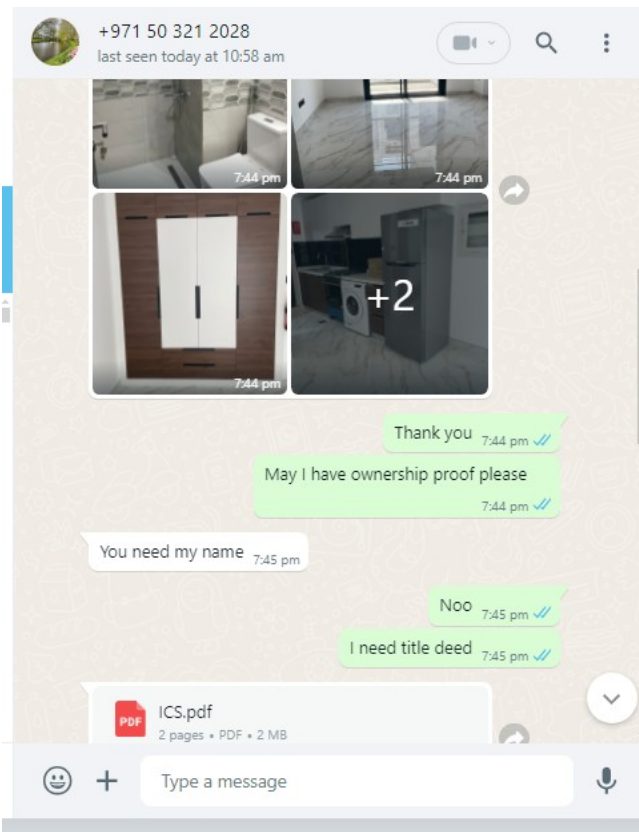 +971 50 321 2028
last seen today at 10:58 am
7:44 pm
7:44 pm
7:44 pm
+2
Thank you 7:44 pm
May I have ownership proof please
7:44 pm
You need my name 7:45 pm
Noo 7:45 pm
I need title deed 7:45 pm
PDF
ICS.pdf
2 pages • PDF • 2 MB
Type a message